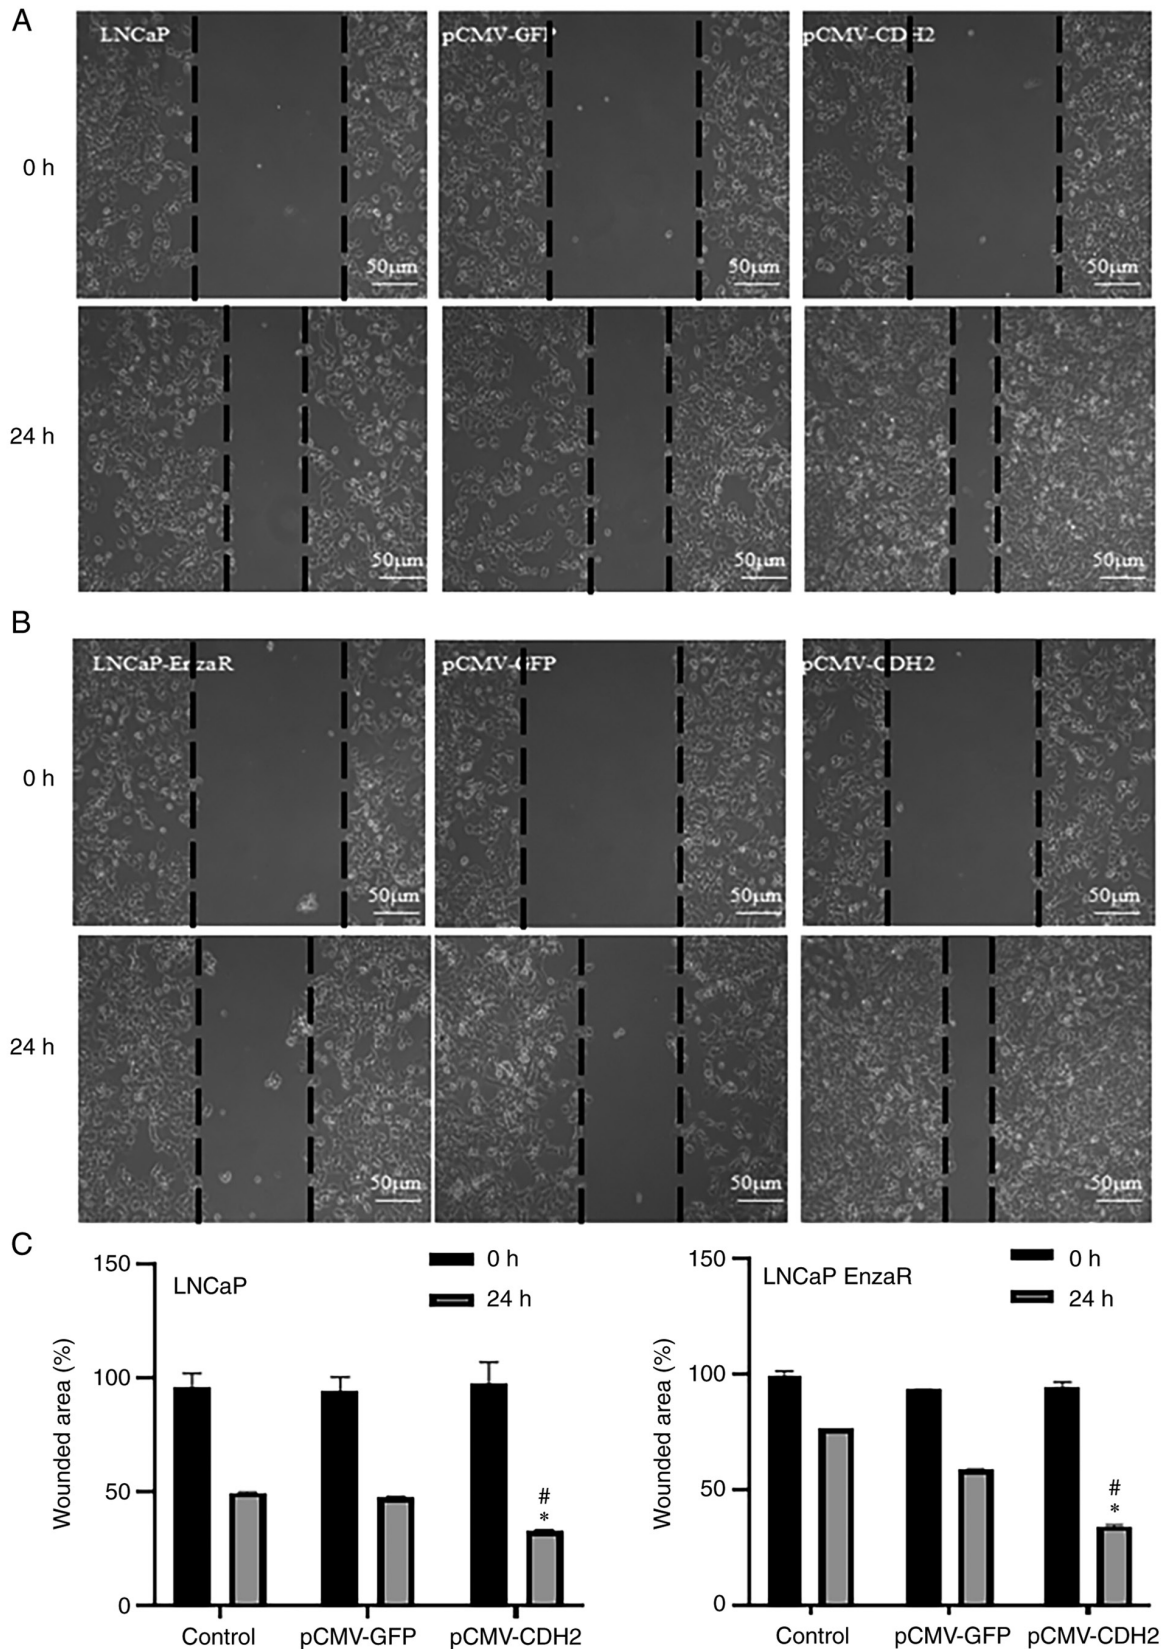 A
LNCaP
pCMV-GFP
pCMV-CDH2
0 h
50μm
50μm
50μm
24 h
50μm
50μm
50μm
B
LNCaP-EnzaR
pCMV-GFP
pCMV-CDH2
0 h
50μm
50μm
50μm
24 h
50μm
50μm
50μm
C
150
100
50
0
Wounded area (%)
LNCaP
0 h
24 h
#
*
Control
pCMV-GFP
pCMV-CDH2
150
100
50
0
Wounded area (%)
LNCaP EnzaR
0 h
24 h
#
*
Control
pCMV-GFP
pCMV-CDH2